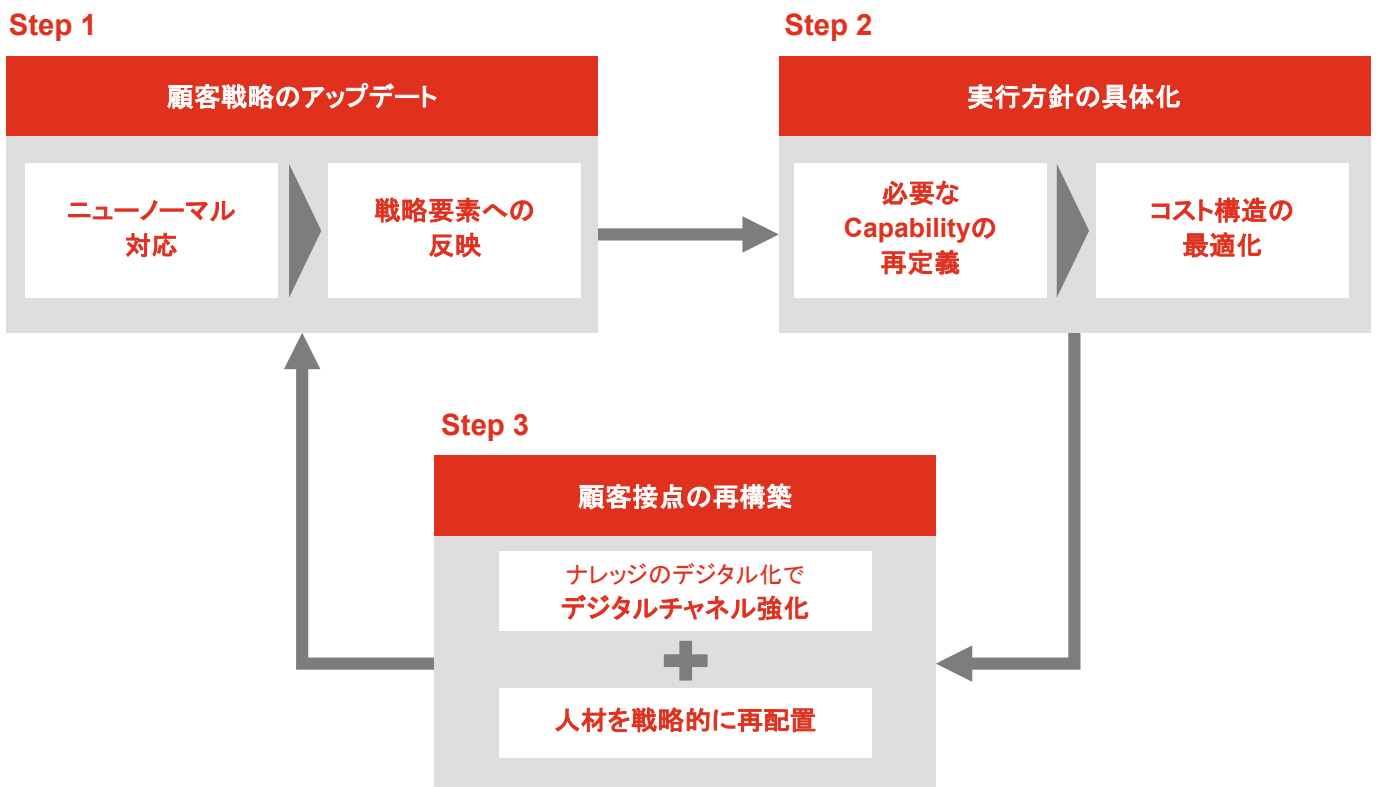 Step 1
顧客戦略のアップデート
ニューノーマル
対応
戦略要素への
反映
Step 2
実行方針の具体化
必要な
Capabilityの
再定義
コスト構造の
最適化
Step 3
顧客接点の再構築
ナレッジのデジタル化で
デジタルチャネル強化
人材を戦略的に再配置